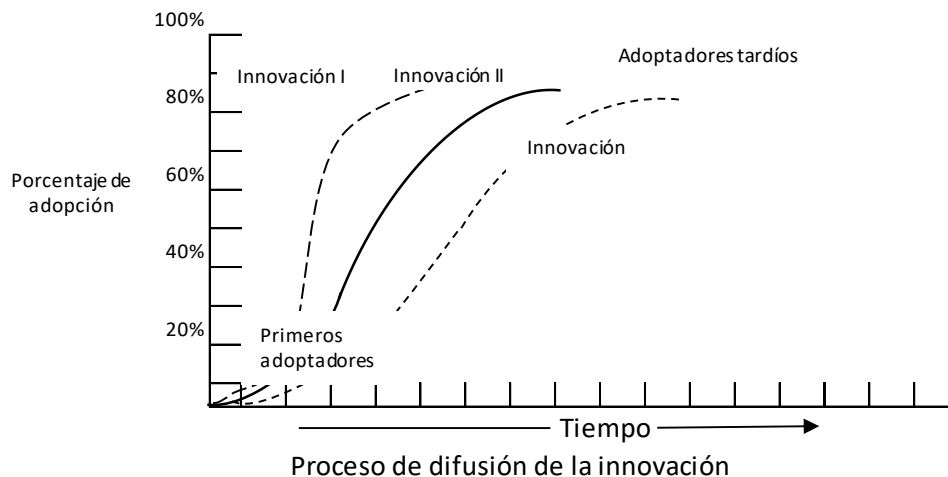 100%
Adoptadores tardíos
Innovación I
Innovación II
80%
Innovación
Porcentaje de
adopción
60%
40%
20%
Primeros
adoptadores
Tiempo
Proceso de difusión de la innovación